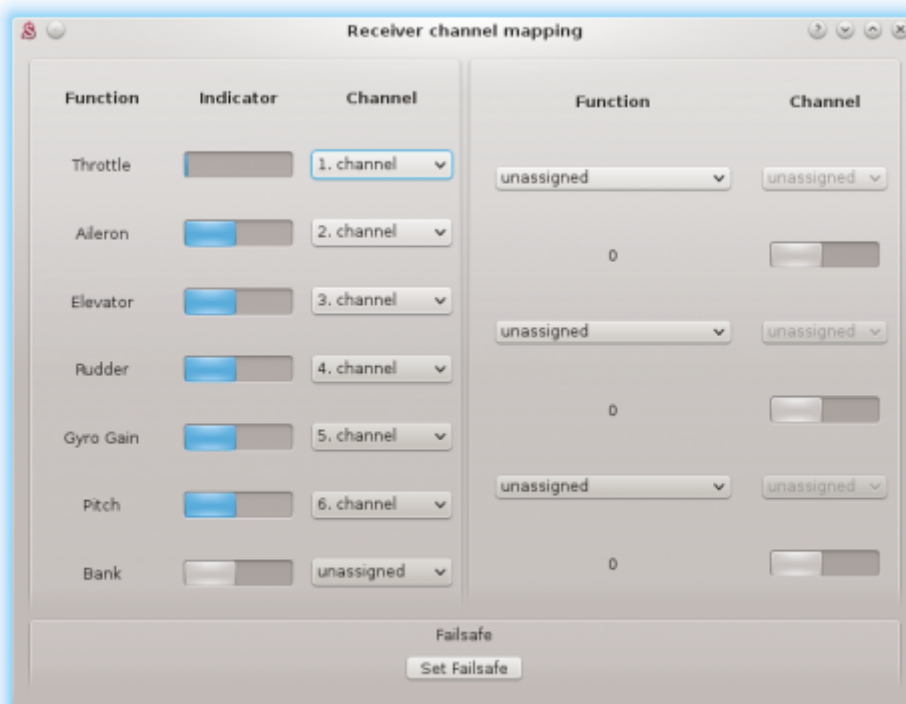 Receiver channel mapping
Function Indicator Channel
Throttle 1. channel
Aileron 2. channel
Elevator 3. channel
Rudder 4. channel
Gyro Gain 5. channel
Pitch 6. channel
Bank unassigned
Function Channel
unassigned unassigned
0
unassigned unassigned
0
unassigned unassigned
0
Failsafe
Set Failsafe